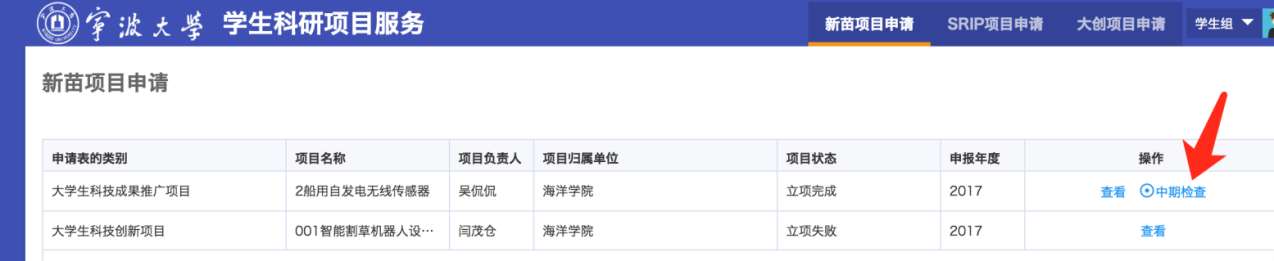 宁波大学 学生科研项目服务 新苗项目申请 SRIP项目申请 大创项目申请 学生组
新苗项目申请
申请表的类别 项目名称 项目负责人 项目归属单位 项目状态 申报年度 操作
大学生科技成果推广项目 2船用自发电无线传感器 吴侃侃 海洋学院 立项完成 2017 查看 中期检查
大学生科技创新项目 001智能割草机器人设… 闫茂仓 海洋学院 立项失败 2017 查看